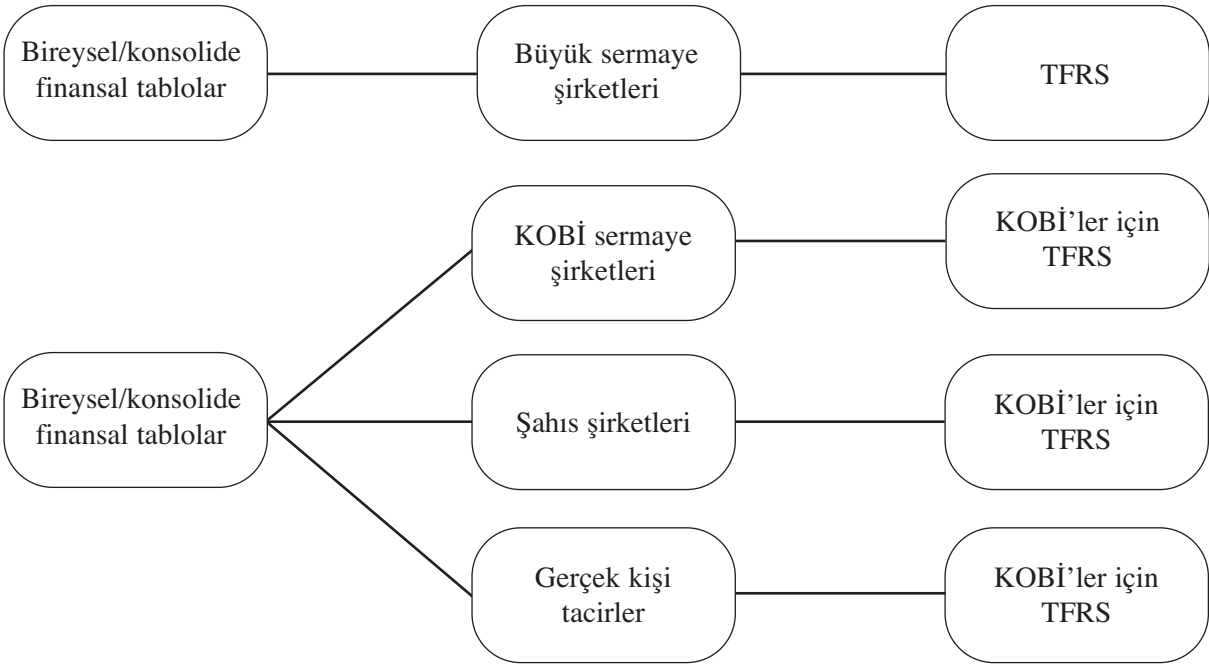 Bireysel/konsolide
finansal tablolar
Büyük sermaye
şirketleri
TFRS
KOBİ sermaye
şirketleri
KOBİ’ler için
TFRS
Bireysel/konsolide
finansal tablolar
Şahıs şirketleri
KOBİ’ler için
TFRS
Gerçek kişi
tacirler
KOBİ’ler için
TFRS